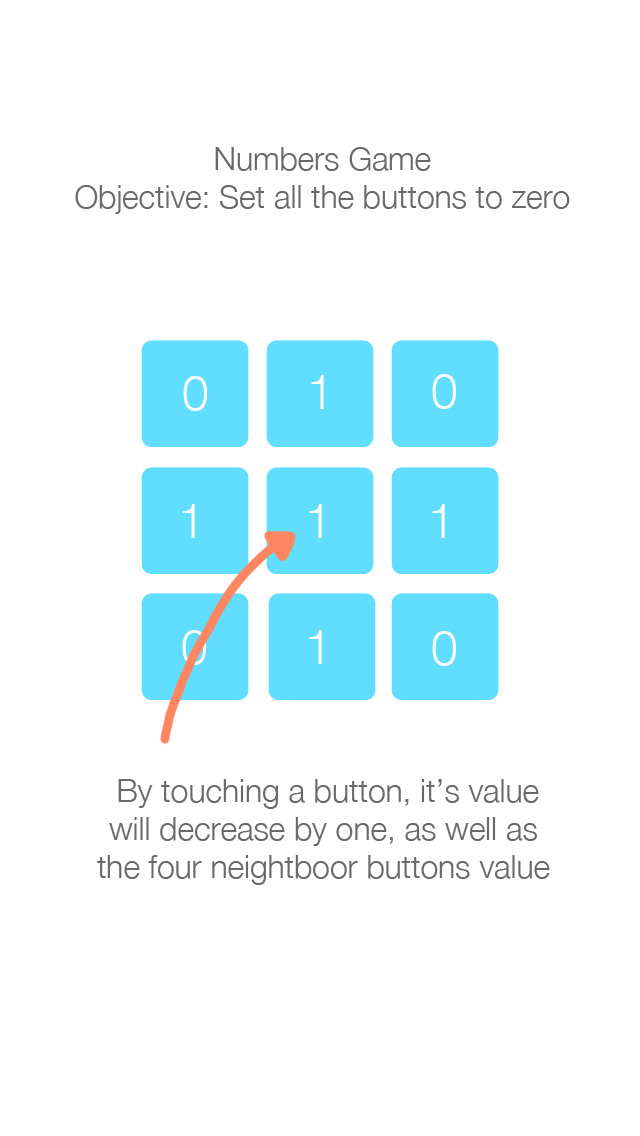 Numbers Game
Objective: Set all the buttons to zero
0 1 0
1 1 1
0 1 0
By touching a button, it’s value
will decrease by one, as well as
the four neightboor buttons value